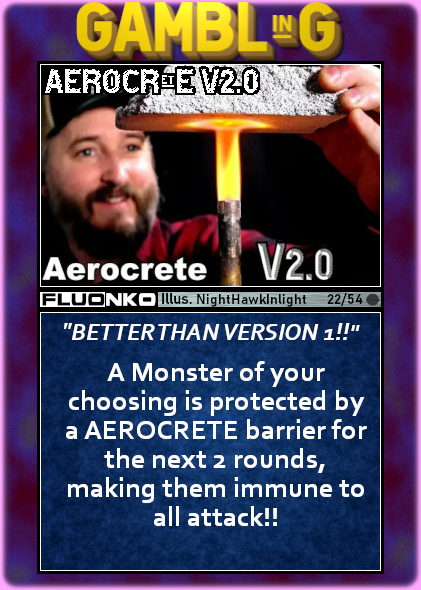 GAMBLinG
AEROCRETE V2.0
Aerocrete V2.0
FLUONKO Illus. NightHawkInlight 22/54
"BETTER THAN VERSION 1!!"
A Monster of your
choosing is protected by
a AEROCRETE barrier for
the next 2 rounds,
making them immune to
all attack!!